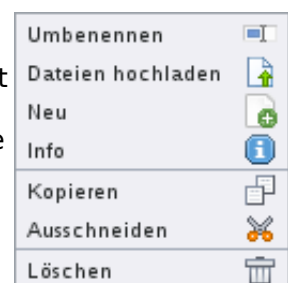 Umbenennen
t Dateien hochladen
Neu
e Info
Kopieren
Ausschneiden
Löschen